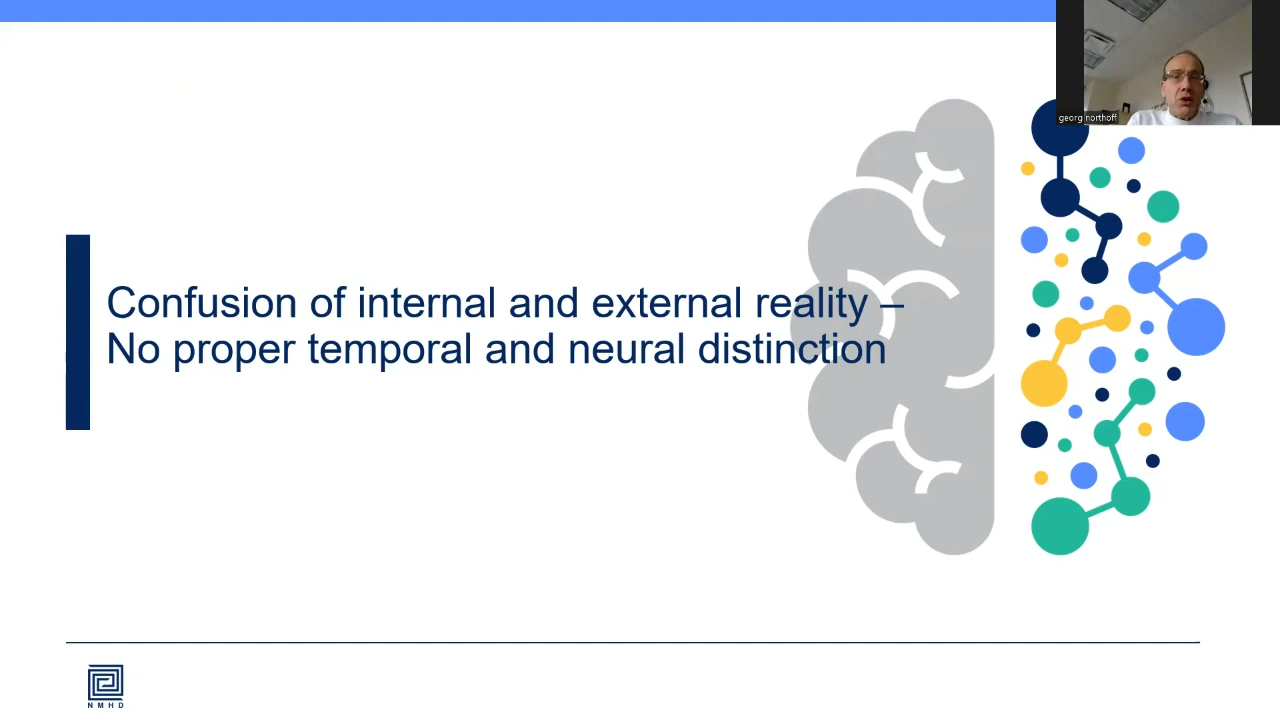 georg northoff
Confusion of internal and external reality –
No proper temporal and neural distinction
NMHD